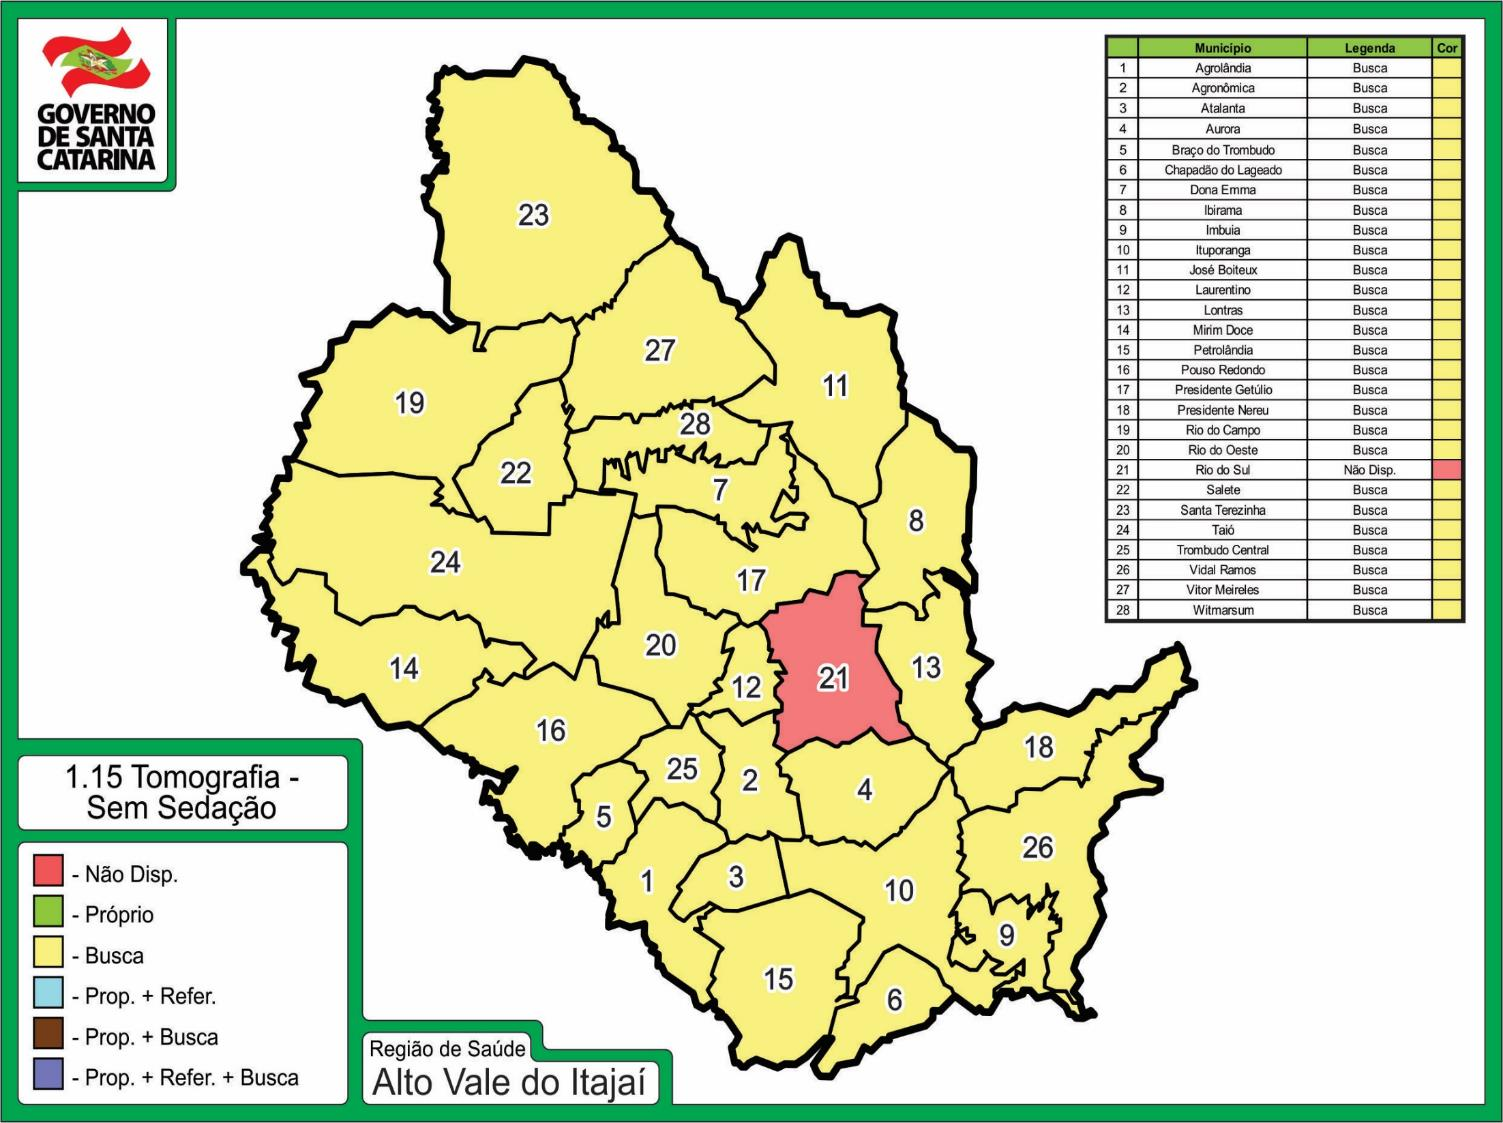 GOVERNO
DE SANTA
CATARINA
Município Legenda Cor
1 Agrolândia Busca
2 Agronômica Busca
3 Atalanta Busca
4 Aurora Busca
5 Braço do Trombudo Busca
6 Chapadão do Lageado Busca
7 Dona Emma Busca
8 Ibirama Busca
9 Imbuia Busca
10 Ituporanga Busca
11 José Boiteux Busca
12 Laurentino Busca
13 Lontras Busca
14 Mirim Doce Busca
15 Petrolândia Busca
16 Pouso Redondo Busca
17 Presidente Getúlio Busca
18 Presidente Nereu Busca
19 Rio do Campo Busca
20 Rio do Oeste Busca
21 Rio do Sul Não Disp.
22 Salete Busca
23 Santa Terezinha Busca
24 Taió Busca
25 Trombudo Central Busca
26 Vidal Ramos Busca
27 Vitor Meireles Busca
28 Witmarsum Busca
23
27
11
19
28
22
7
8
24
17
20
14
13
12
21
16
18
25
2
4
5
26
3
1
10
9
15
6
1.15 Tomografia -
Sem Sedação
- Não Disp.
- Próprio
- Busca
- Prop. + Refer.
- Prop. + Busca
- Prop. + Refer. + Busca
Região de Saúde
Alto Vale do Itajaí